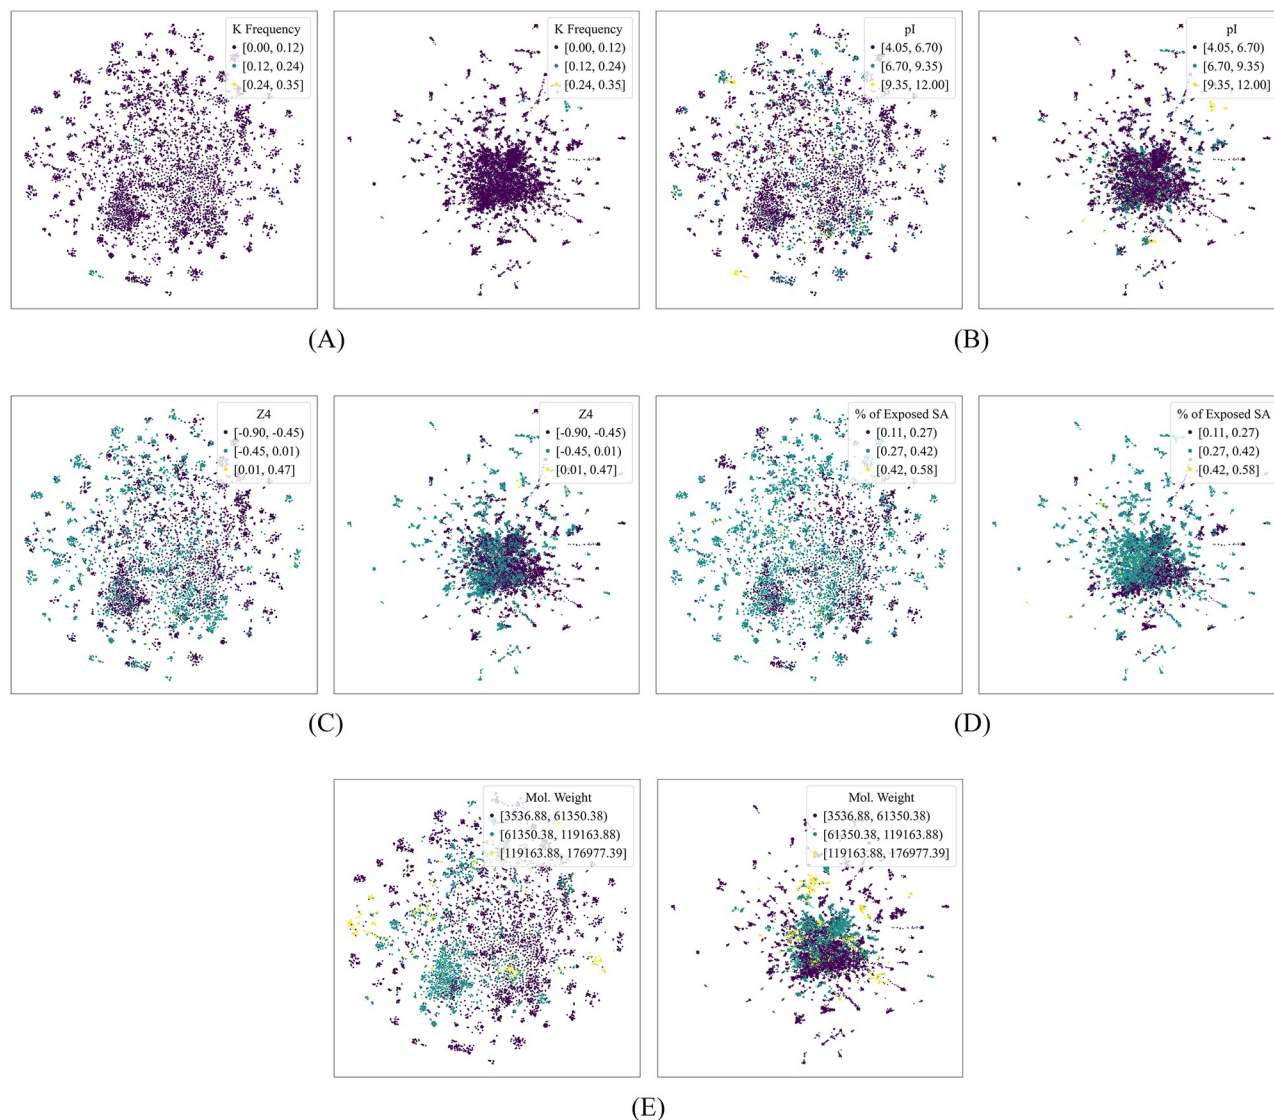 K Frequency
[0.00, 0.12)
[0.12, 0.24)
[0.24, 0.35]
K Frequency
[0.00, 0.12)
[0.12, 0.24)
[0.24, 0.35]
(A)
pI
[4.05, 6.70)
[6.70, 9.35)
[9.35, 12.00]
pI
[4.05, 6.70)
[6.70, 9.35)
[9.35, 12.00]
(B)
Z4
[-0.90, -0.45)
[-0.45, 0.01)
[0.01, 0.47]
Z4
[-0.90, -0.45)
[-0.45, 0.01)
[0.01, 0.47]
(C)
% of Exposed SA
[0.11, 0.27)
[0.27, 0.42)
[0.42, 0.58]
% of Exposed SA
[0.11, 0.27)
[0.27, 0.42)
[0.42, 0.58]
(D)
Mol. Weight
[3536.88, 61350.38)
[61350.38, 119163.88)
[119163.88, 176977.39]
Mol. Weight
[3536.88, 61350.38)
[61350.38, 119163.88)
[119163.88, 176977.39]
(E)